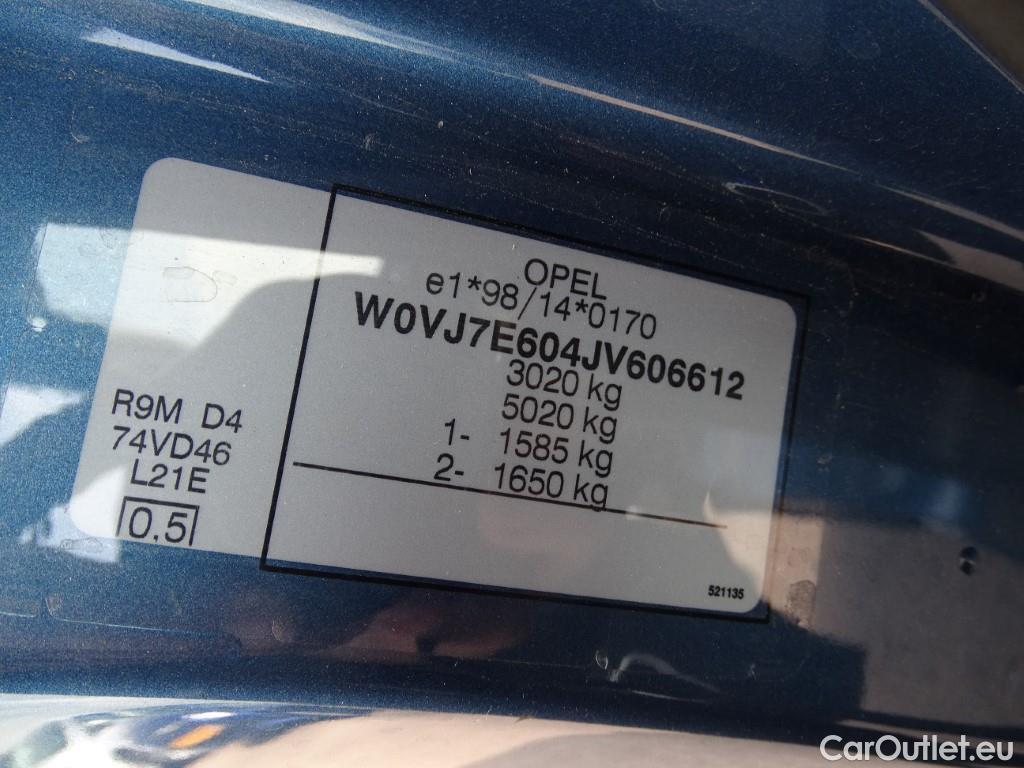 OPEL
e1*98/14*0170
W0VJ7E604JV606612
3020 kg
5020 kg
1- 1585 kg
2- 1650 kg
R9M D4
74VD46
L21E
0,5
521135
CarOutlet.eu